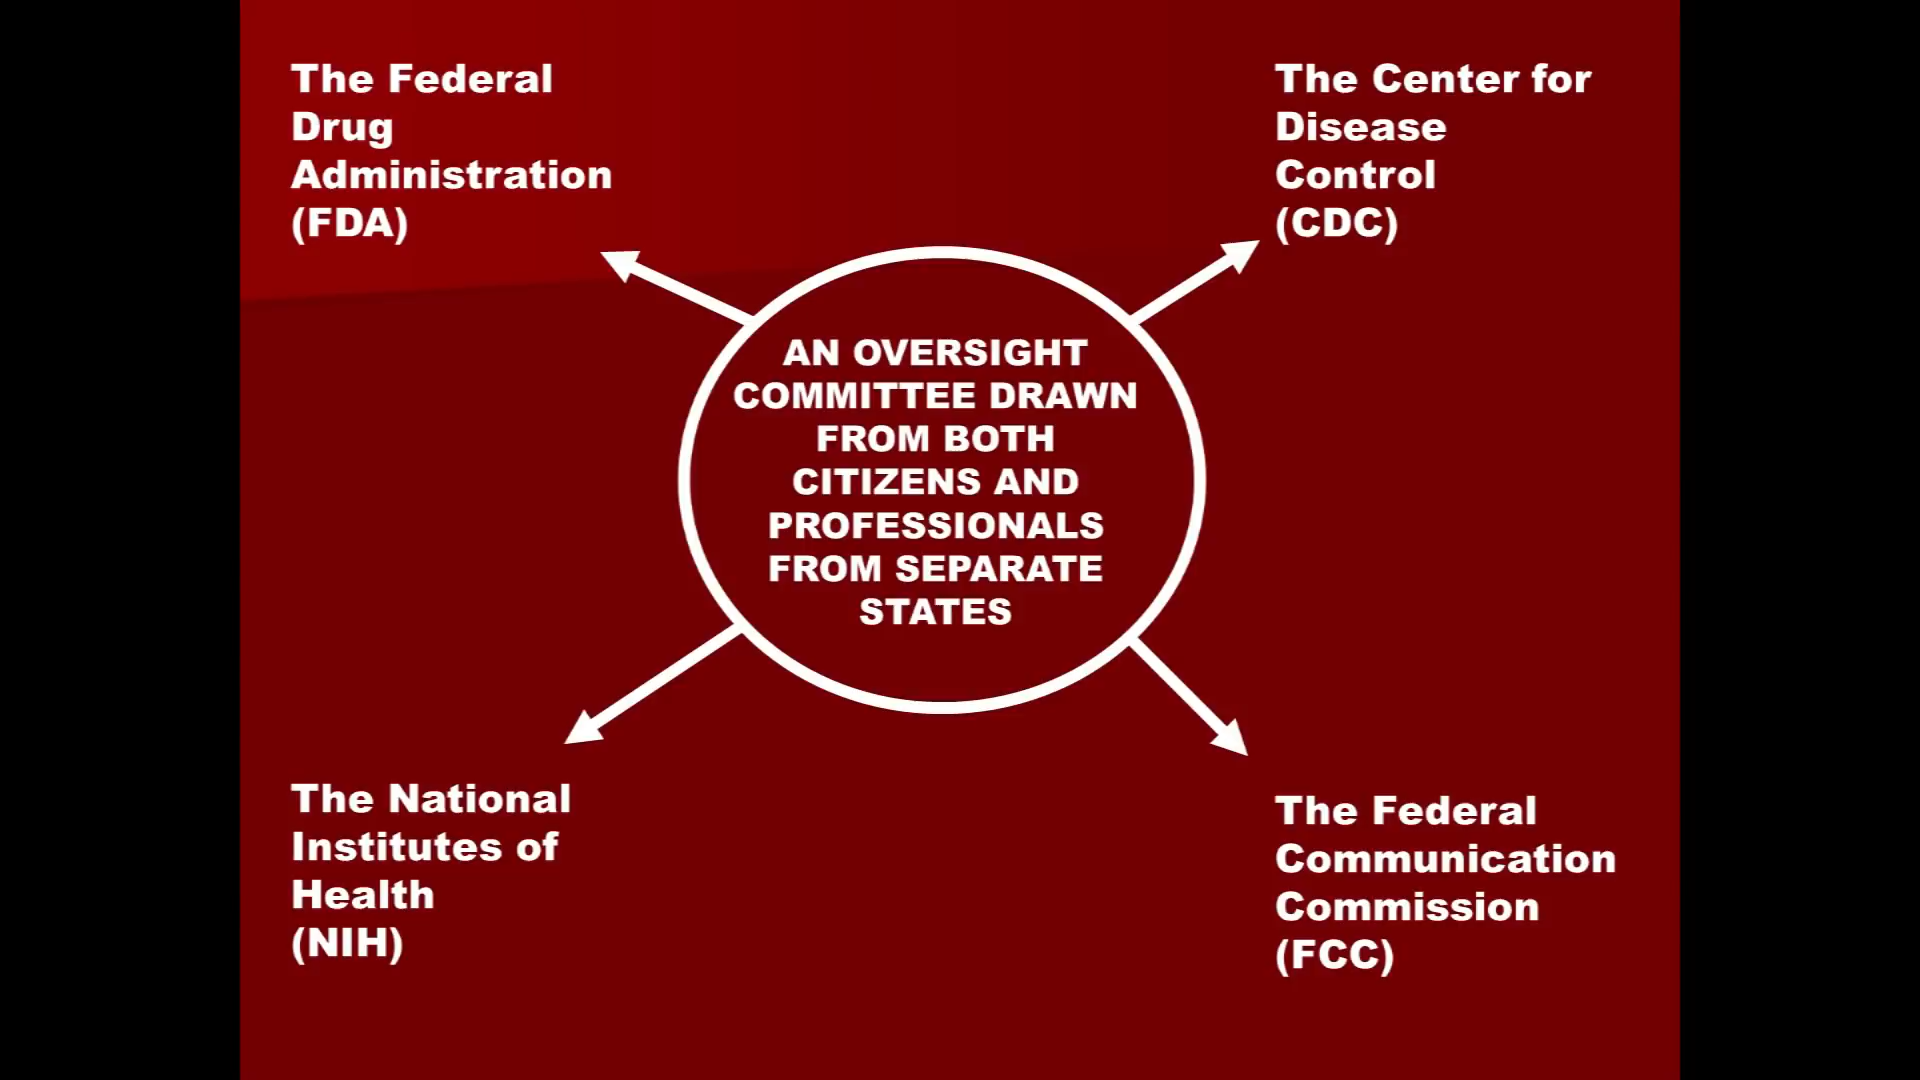 The Federal
Drug
Administration
(FDA)
The Center for
Disease
Control
(CDC)
AN OVERSIGHT
COMMITTEE DRAWN
FROM BOTH
CITIZENS AND
PROFESSIONALS
FROM SEPARATE
STATES
The National
Institutes of
Health
(NIH)
The Federal
Communication
Commission
(FCC)